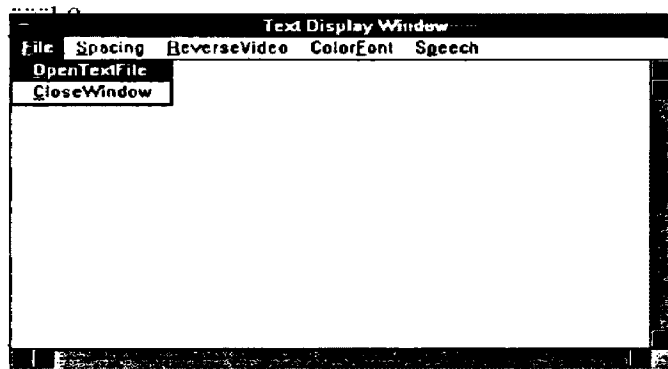 Text Display Window
File Spacing ReverseVideo ColorFont Speech
OpenTextFile
CloseWindow